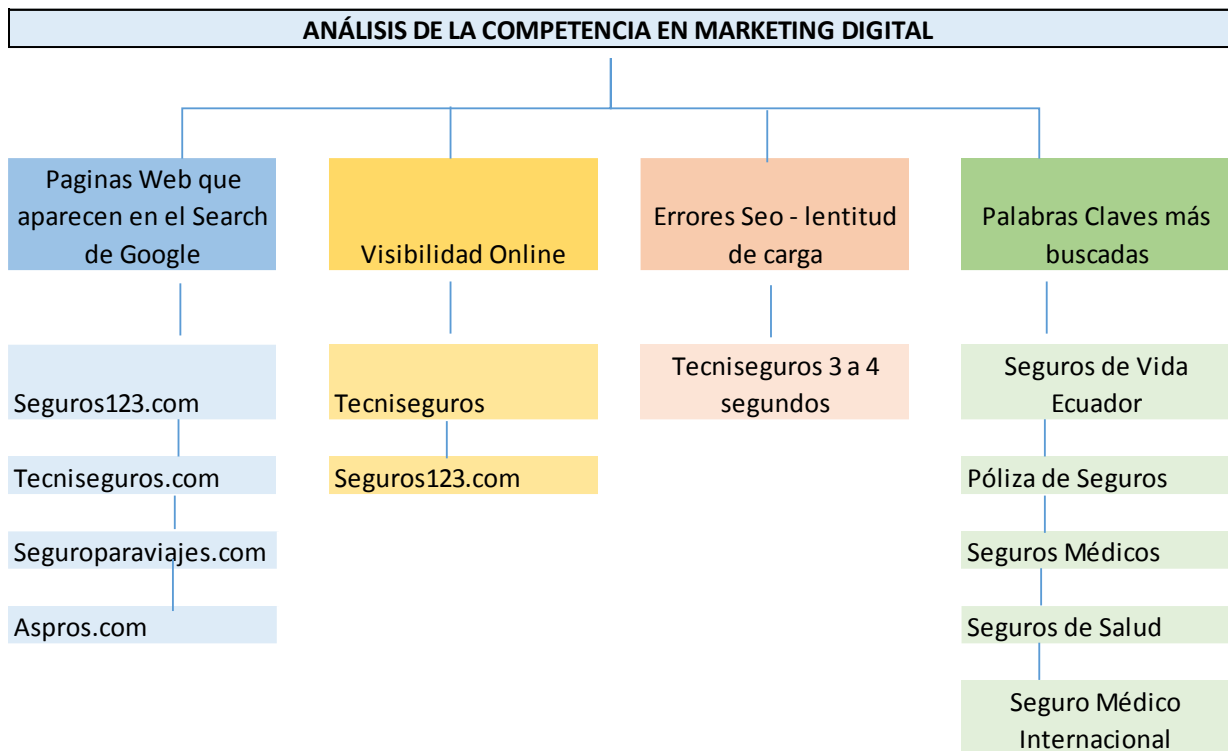 ANÁLISIS DE LA COMPETENCIA EN MARKETING DIGITAL
Paginas Web que
aparecen en el Search
de Google
Visibilidad Online
Errores Seo - lentitud
de carga
Palabras Claves más
buscadas
Seguros123.com
Tecniseguros.com
Seguroparaviajes.com
Aspros.com
Tecniseguros
Seguros123.com
Tecniseguros 3 a 4
segundos
Seguros de Vida
Ecuador
Póliza de Seguros
Seguros Médicos
Seguros de Salud
Seguro Médico
Internacional